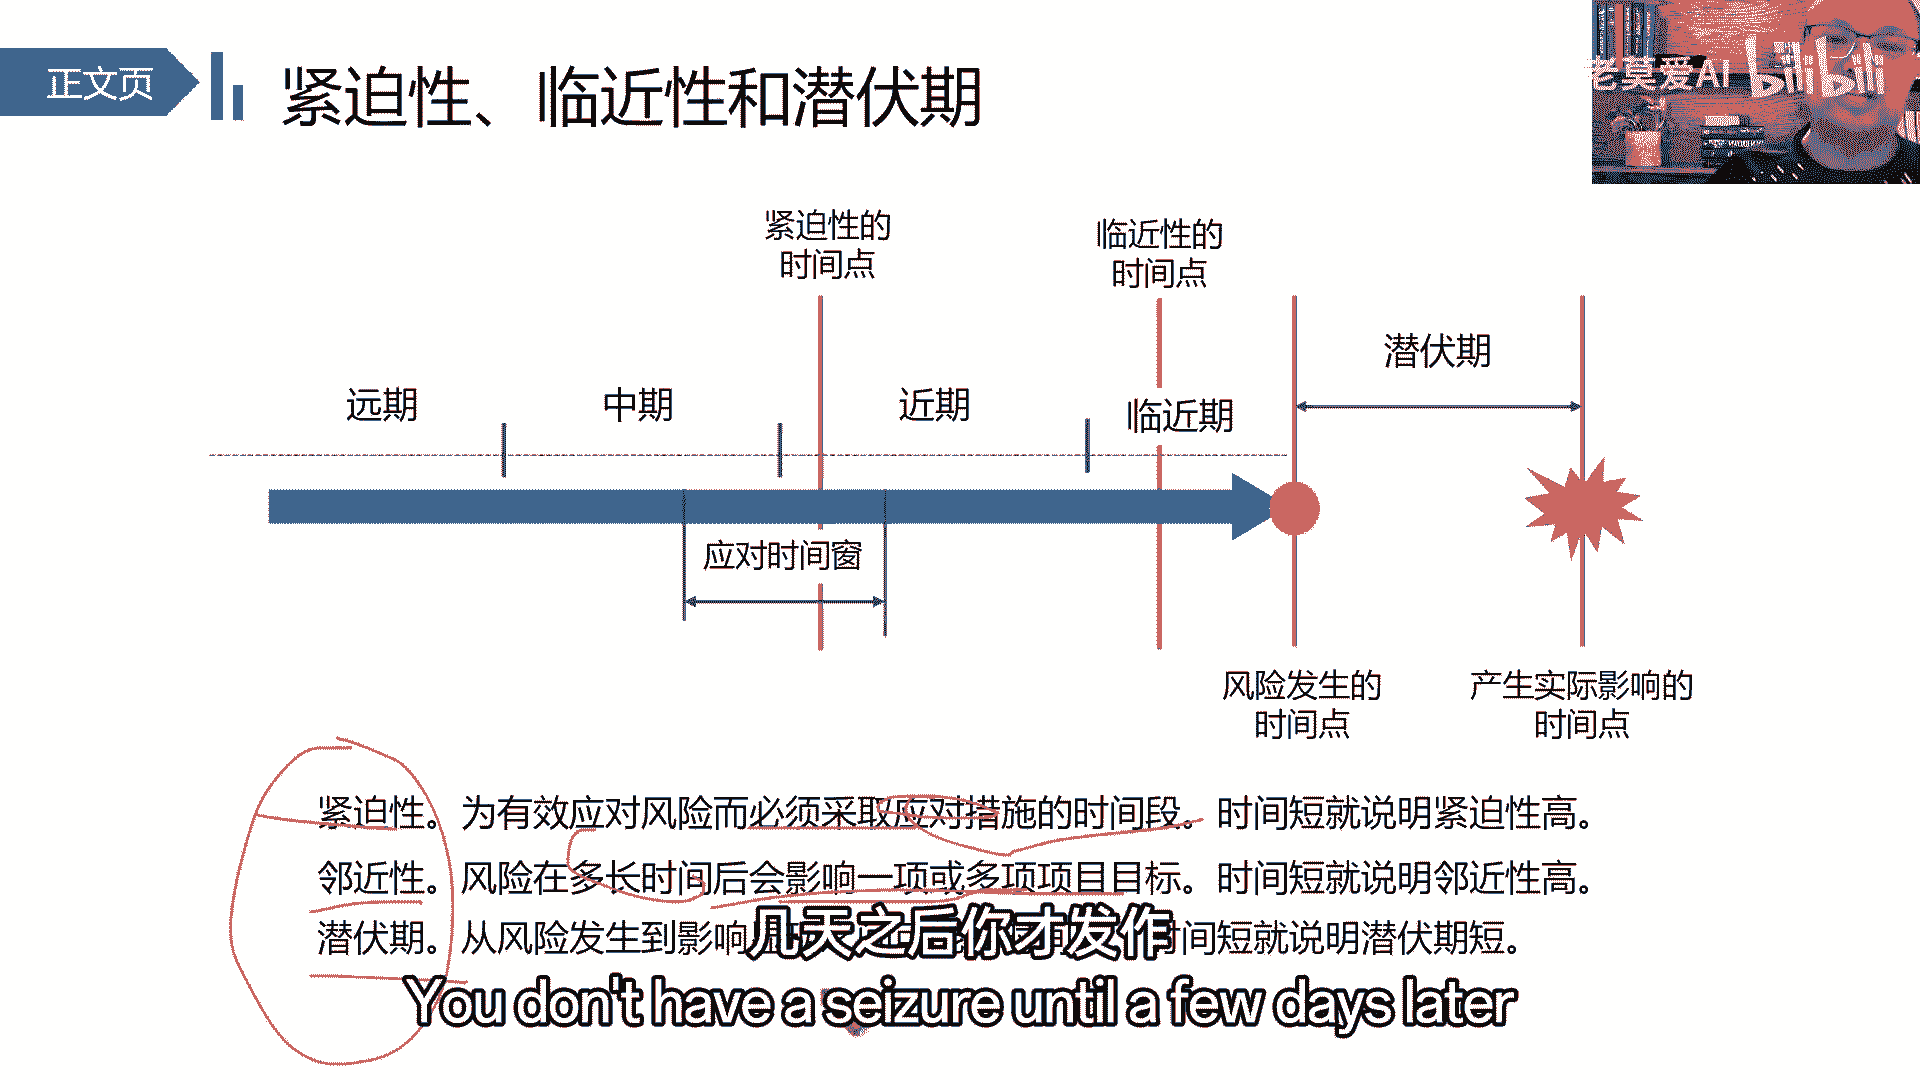 正文页
紧迫性、临近性和潜伏期
老莫爱AI bilibili
紧迫性的
时间点
临近性的
时间点
潜伏期
远期
中期
近期
临近期
应对时间窗
风险发生的
时间点
产生实际影响的
时间点
紧迫性。为有效应对风险而必须采取应对措施的时间段。时间短就说明紧迫性高。
邻近性。风险在多长时间后会影响一项或多项项目目标。时间短就说明邻近性高。
潜伏期。从风险发生到影响 时间短就说明潜伏期短。
几天之后你才发作
You don't have a seizure until a few days later